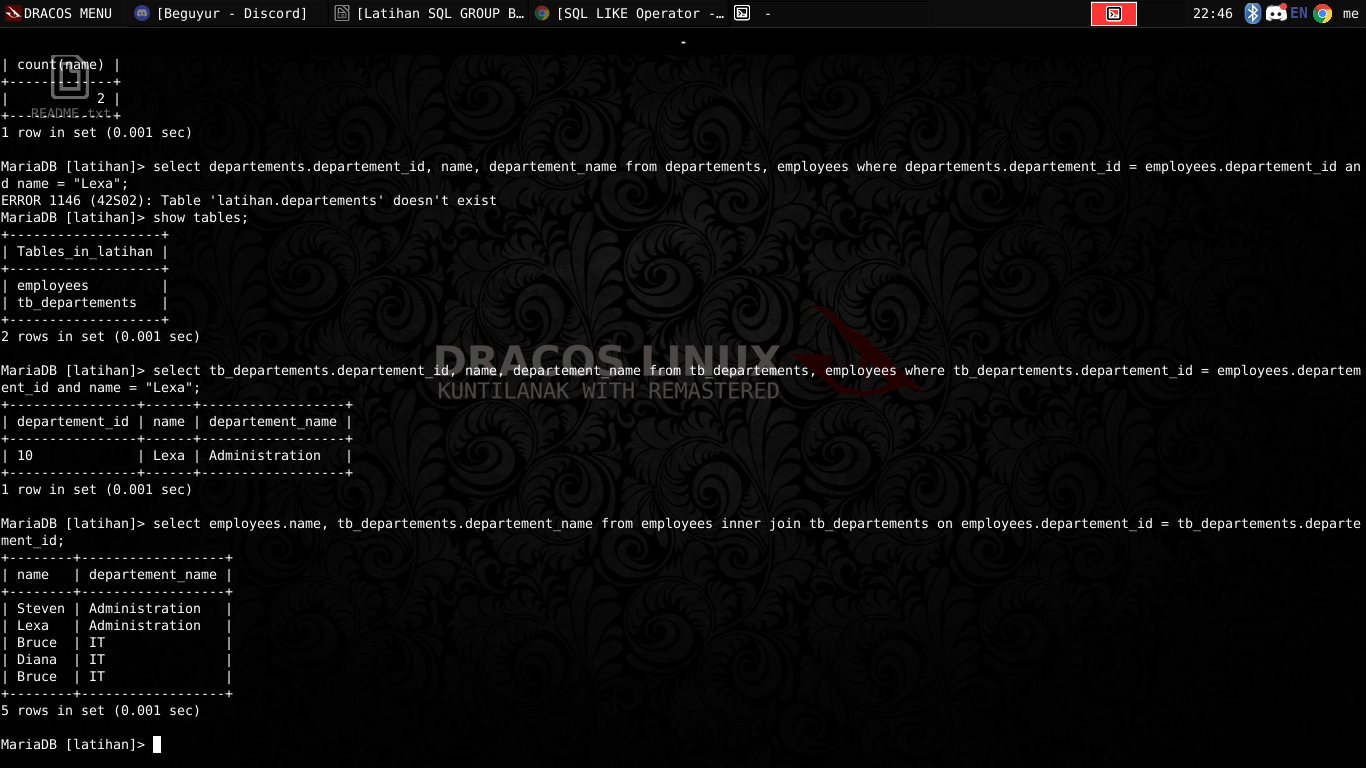 DRACOS MENU [Beguyur - Discord] [Latihan SQL GROUP B… [SQL LIKE Operator -… - 22:46 EN me
-
| count(name) |
+-------------+
|           2 |
README.txt
+-------------+
1 row in set (0.001 sec)
MariaDB [latihan]> select departements.departement_id, name, departement_name from departements, employees where departements.departement_id = employees.departement_id an
d name = "Lexa";
ERROR 1146 (42S02): Table 'latihan.departements' doesn't exist
MariaDB [latihan]> show tables;
+-------------------+
| Tables_in_latihan |
+-------------------+
| employees         |
| tb_departements   |
+-------------------+
2 rows in set (0.001 sec)
DRACOS LINUX
KUNTILANAK WITH REMASTERED
MariaDB [latihan]> select tb_departements.departement_id, name, departement_name from tb_departements, employees where tb_departements.departement_id = employees.departem
ent_id and name = "Lexa";
+----------------+------+------------------+
| departement_id | name | departement_name |
+----------------+------+------------------+
| 10             | Lexa | Administration   |
+----------------+------+------------------+
1 row in set (0.001 sec)
MariaDB [latihan]> select employees.name, tb_departements.departement_name from employees inner join tb_departements on employees.departement_id = tb_departements.departe
ment_id;
+--------+------------------+
| name   | departement_name |
+--------+------------------+
| Steven | Administration   |
| Lexa   | Administration   |
| Bruce  | IT               |
| Diana  | IT               |
| Bruce  | IT               |
+--------+------------------+
5 rows in set (0.001 sec)
MariaDB [latihan]>